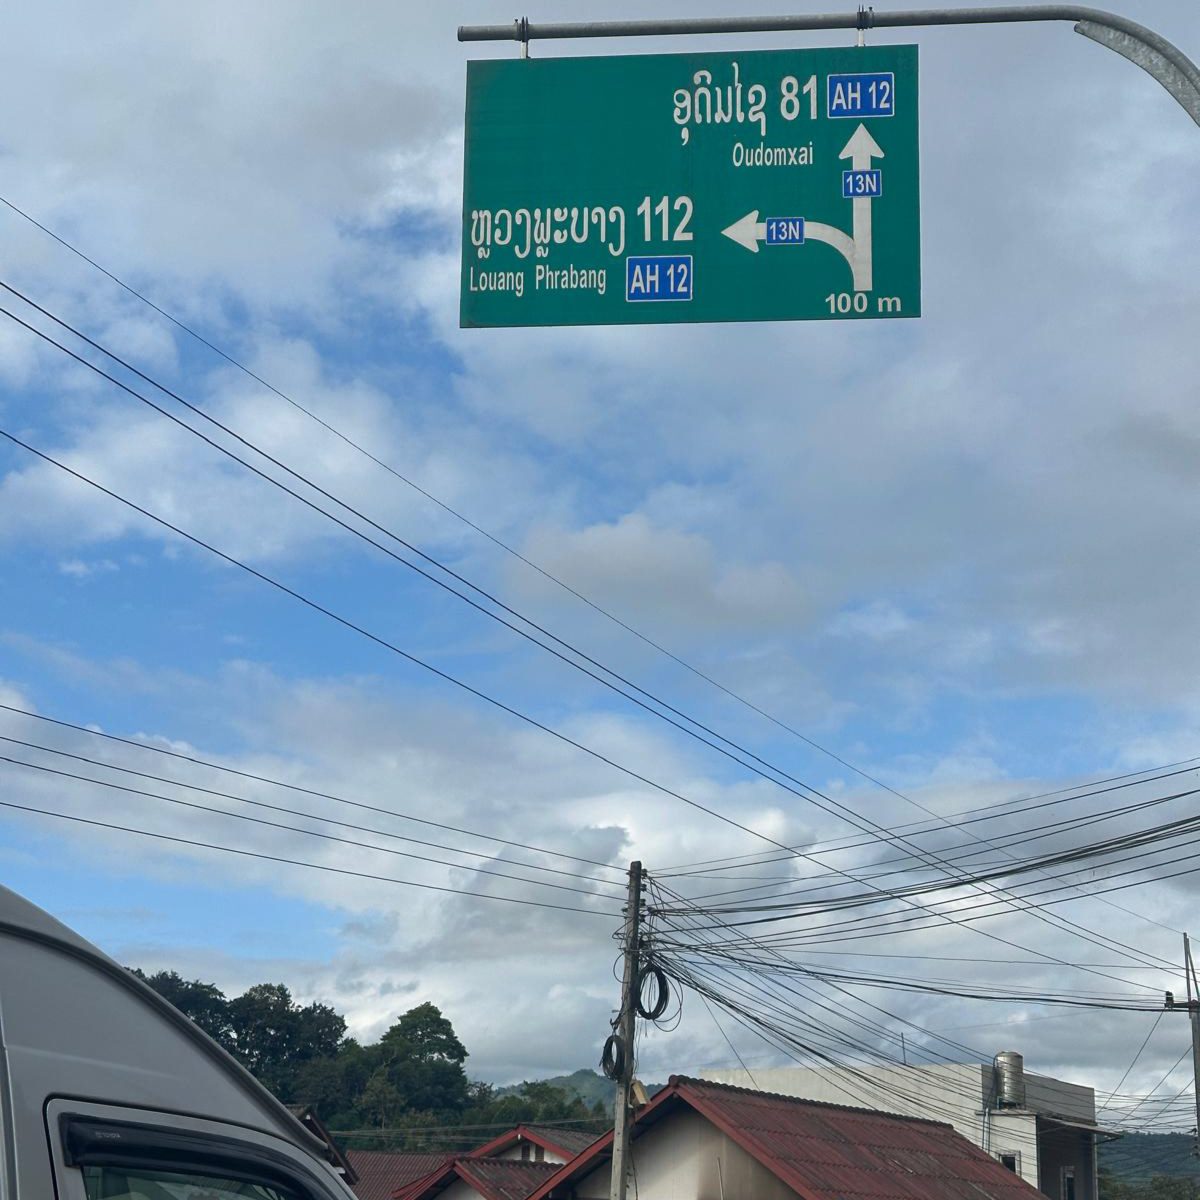 ອຸດົມໄຊ 81 AH 12
Oudomxai
13N
ຫຼວງພຼະບາງ 112 13N
Louang Phrabang AH 12
100 m
TOYOTA